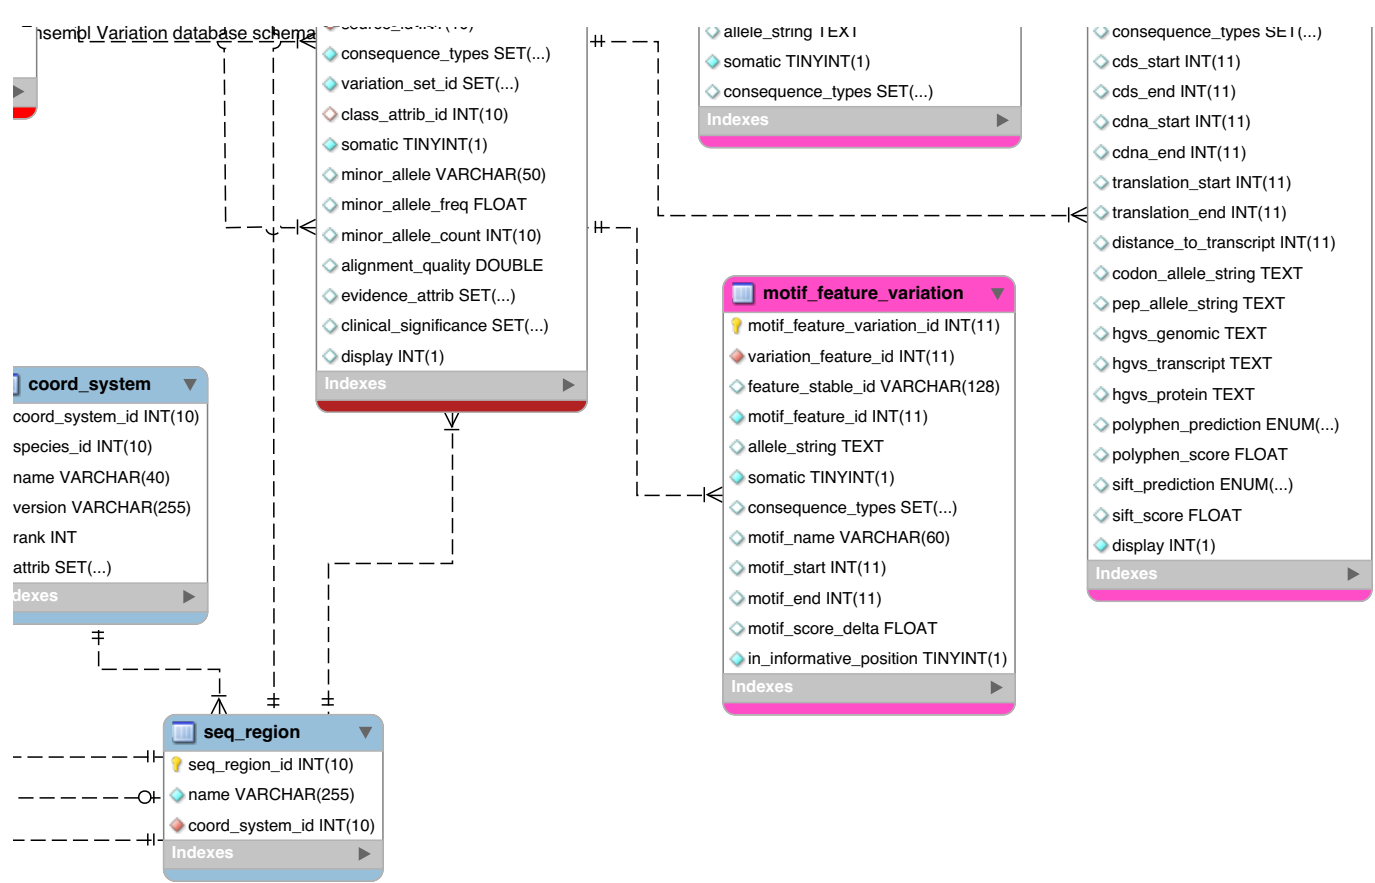 Variation database schema
consequence_types SET(...)
variation_set_id SET(...)
class_attrib_id INT(10)
somatic TINYINT(1)
minor_allele VARCHAR(50)
minor_allele_freq FLOAT
minor_allele_count INT(10)
alignment_quality DOUBLE
evidence_attrib SET(...)
clinical_significance SET(...)
display INT(1)
Indexes
allele_string TEXT
somatic TINYINT(1)
consequence_types SET(...)
Indexes
consequence_types SET(...)
cds_start INT(11)
cds_end INT(11)
cdna_start INT(11)
cdna_end INT(11)
translation_start INT(11)
translation_end INT(11)
distance_to_transcript INT(11)
codon_allele_string TEXT
pep_allele_string TEXT
hgvs_genomic TEXT
hgvs_transcript TEXT
hgvs_protein TEXT
polyphen_prediction ENUM(...)
polyphen_score FLOAT
sift_prediction ENUM(...)
sift_score FLOAT
display INT(1)
Indexes
motif_feature_variation
motif_feature_variation_id INT(11)
variation_feature_id INT(11)
feature_stable_id VARCHAR(128)
motif_feature_id INT(11)
allele_string TEXT
somatic TINYINT(1)
consequence_types SET(...)
motif_name VARCHAR(60)
motif_start INT(11)
motif_end INT(11)
motif_score_delta FLOAT
in_informative_position TINYINT(1)
Indexes
coord_system
coord_system_id INT(10)
species_id INT(10)
name VARCHAR(40)
version VARCHAR(255)
rank INT
attrib SET(...)
dexes
seq_region
seq_region_id INT(10)
name VARCHAR(255)
coord_system_id INT(10)
Indexes